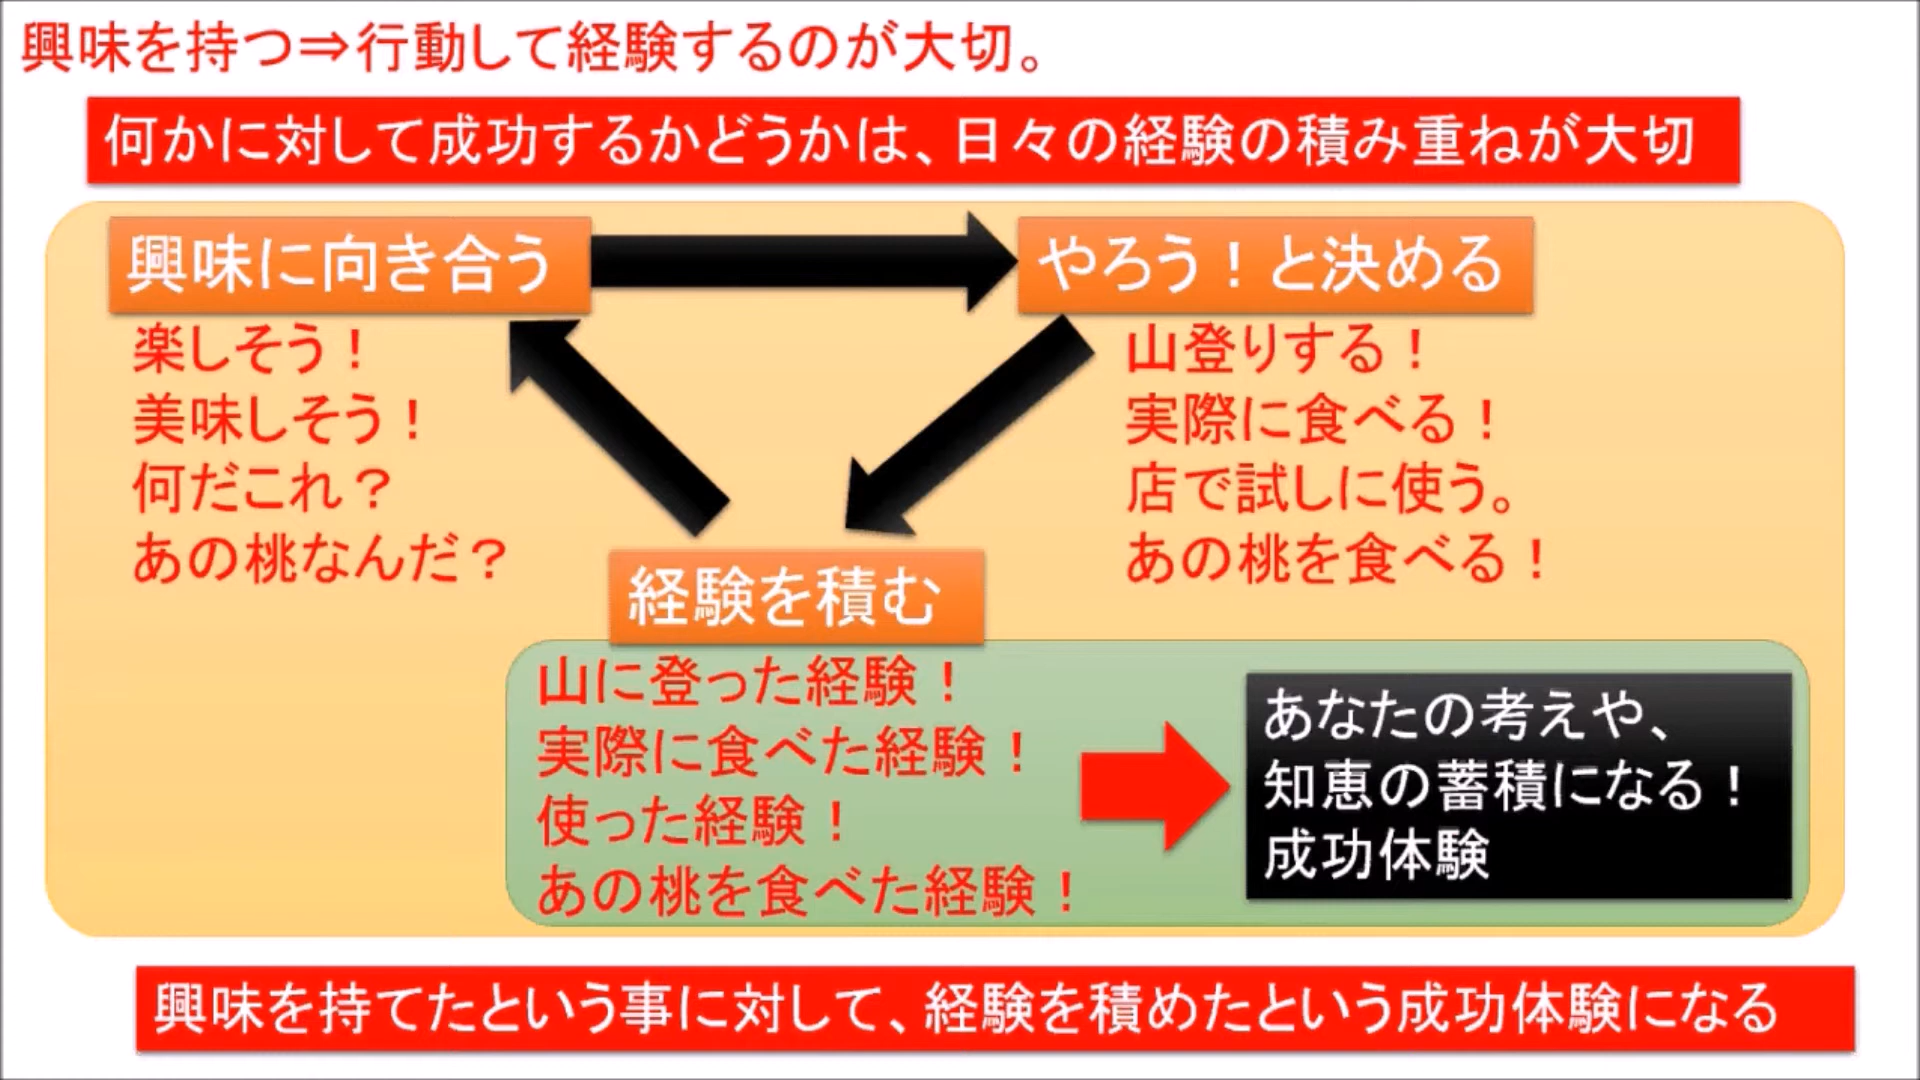 興味を持つ⇒行動して経験するのが大切。
何かに対して成功するかどうかは、日々の経験の積み重ねが大切
興味に向き合う
楽しそう！
美味しそう！
何だこれ？
あの桃なんだ？
やろう！と決める
山登りする！
実際に食べる！
店で試しに使う。
あの桃を食べる！
経験を積む
山に登った経験！
実際に食べた経験！
使った経験！
あの桃を食べた経験！
あなたの考えや、
知恵の蓄積になる！
成功体験
興味を持てたという事に対して、経験を積めたという成功体験になる